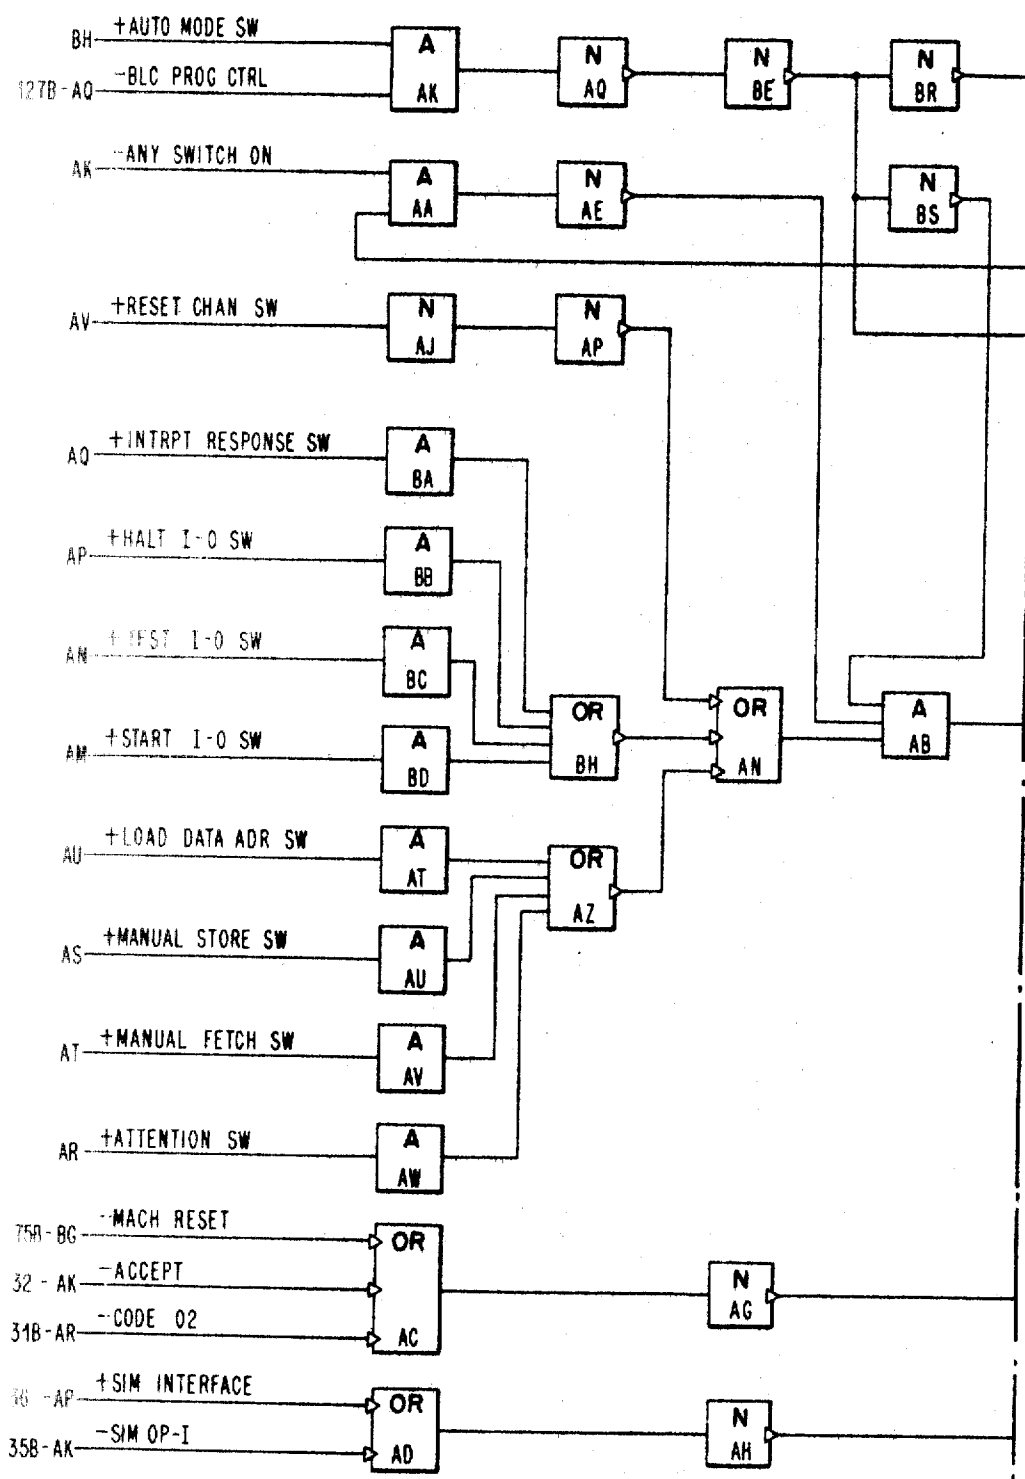 BH +AUTO MODE SW
A
AK
N
AQ
N
BE
N
BR
127B-AQ -BLC PROG CTRL
AK -ANY SWITCH ON
A
AA
N
AE
N
BS
AV +RESET CHAN SW
N
AJ
N
AP
AQ +INTRPT RESPONSE SW
A
BA
AP +HALT I-O SW
A
BB
AN +TEST I-O SW
A
BC
AM +START I-O SW
A
BD
OR
BH
OR
AN
A
AB
AU +LOAD DATA ADR SW
A
AT
OR
AZ
AS +MANUAL STORE SW
A
AU
AT +MANUAL FETCH SW
A
AV
AR +ATTENTION SW
A
AW
75B-BG -MACH RESET
32 - AK -ACCEPT
31B-AR -CODE 02
OR
AC
N
AG
-AP +SIM INTERFACE
35B-AK -SIM OP-I
OR
AD
N
AH